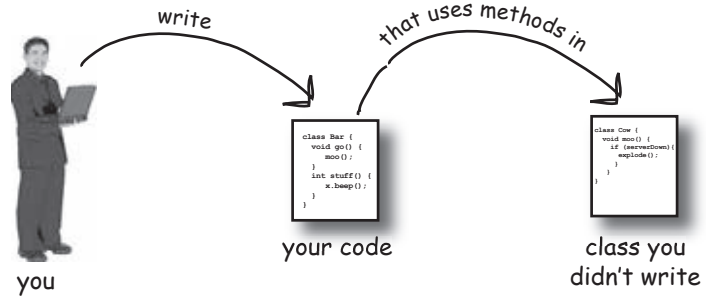 write
that uses methods in
class Bar {
void go() {
moo();
}
int stuff() {
x.beep();
}
}
class Cow {
void moo() {
if (serverDown){
explode();
}
}
}
you
your code
class you
didn't write